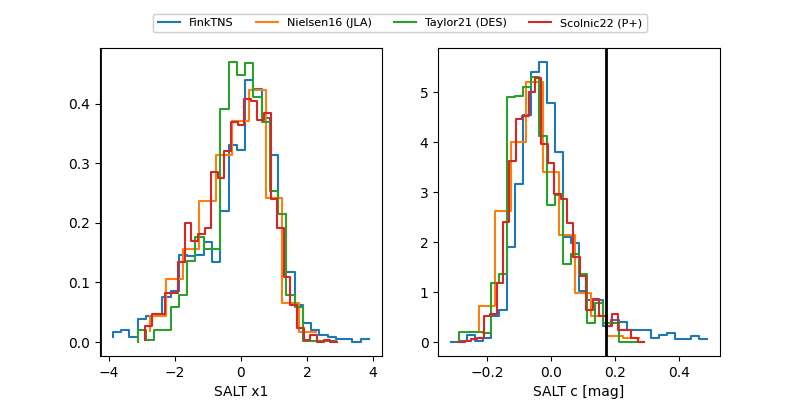 FinkTNS Nielsen16 (JLA) Taylor21 (DES) Scolnic22 (P+)
0.4
0.3
0.2
0.1
0.0
−4 −2 0 2 4
SALT x1
5
4
3
2
1
0
−0.2 0.0 0.2 0.4
SALT c [mag]